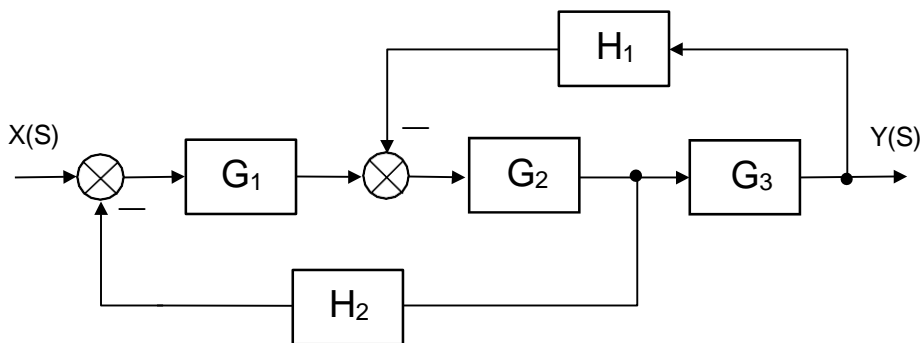 H₁
X(S)
—
Y(S)
G₁
G₂
G₃
—
H₂